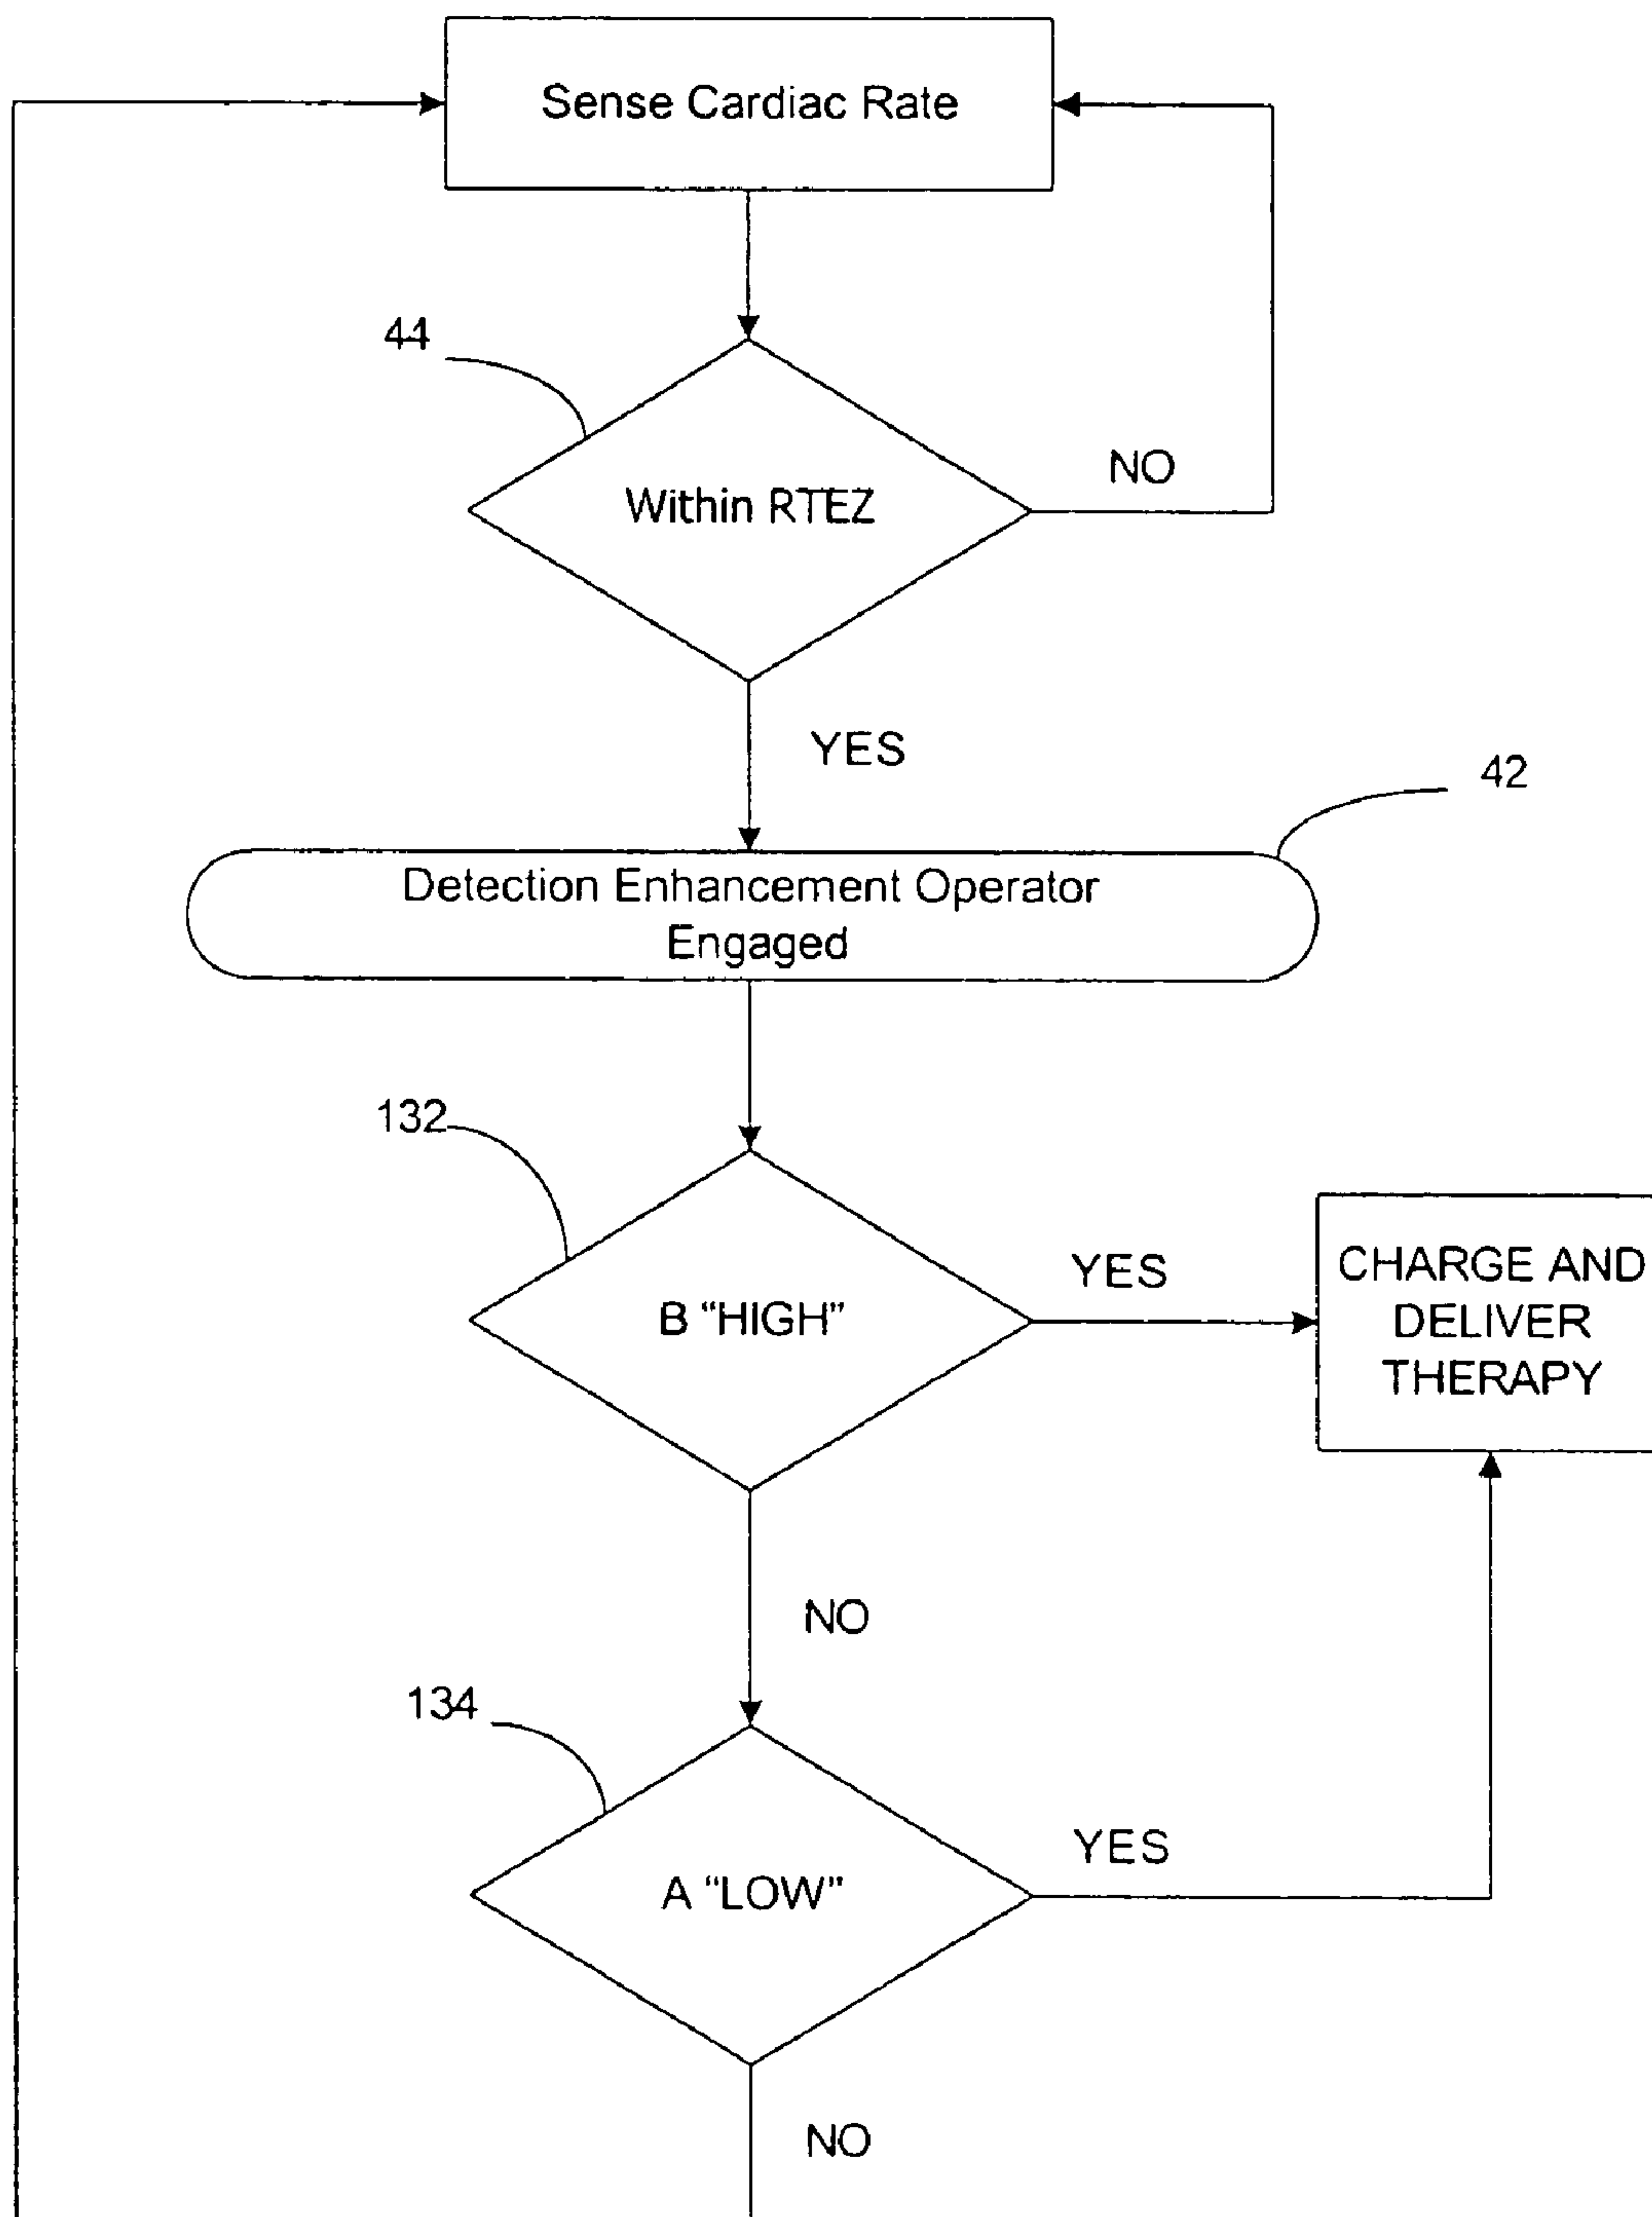 Sense Cardiac Rate
44
Within RTEZ
NO
YES
42
Detection Enhancement Operator
Engaged
132
B “HIGH”
YES
CHARGE AND
DELIVER
THERAPY
NO
134
A “LOW”
YES
NO